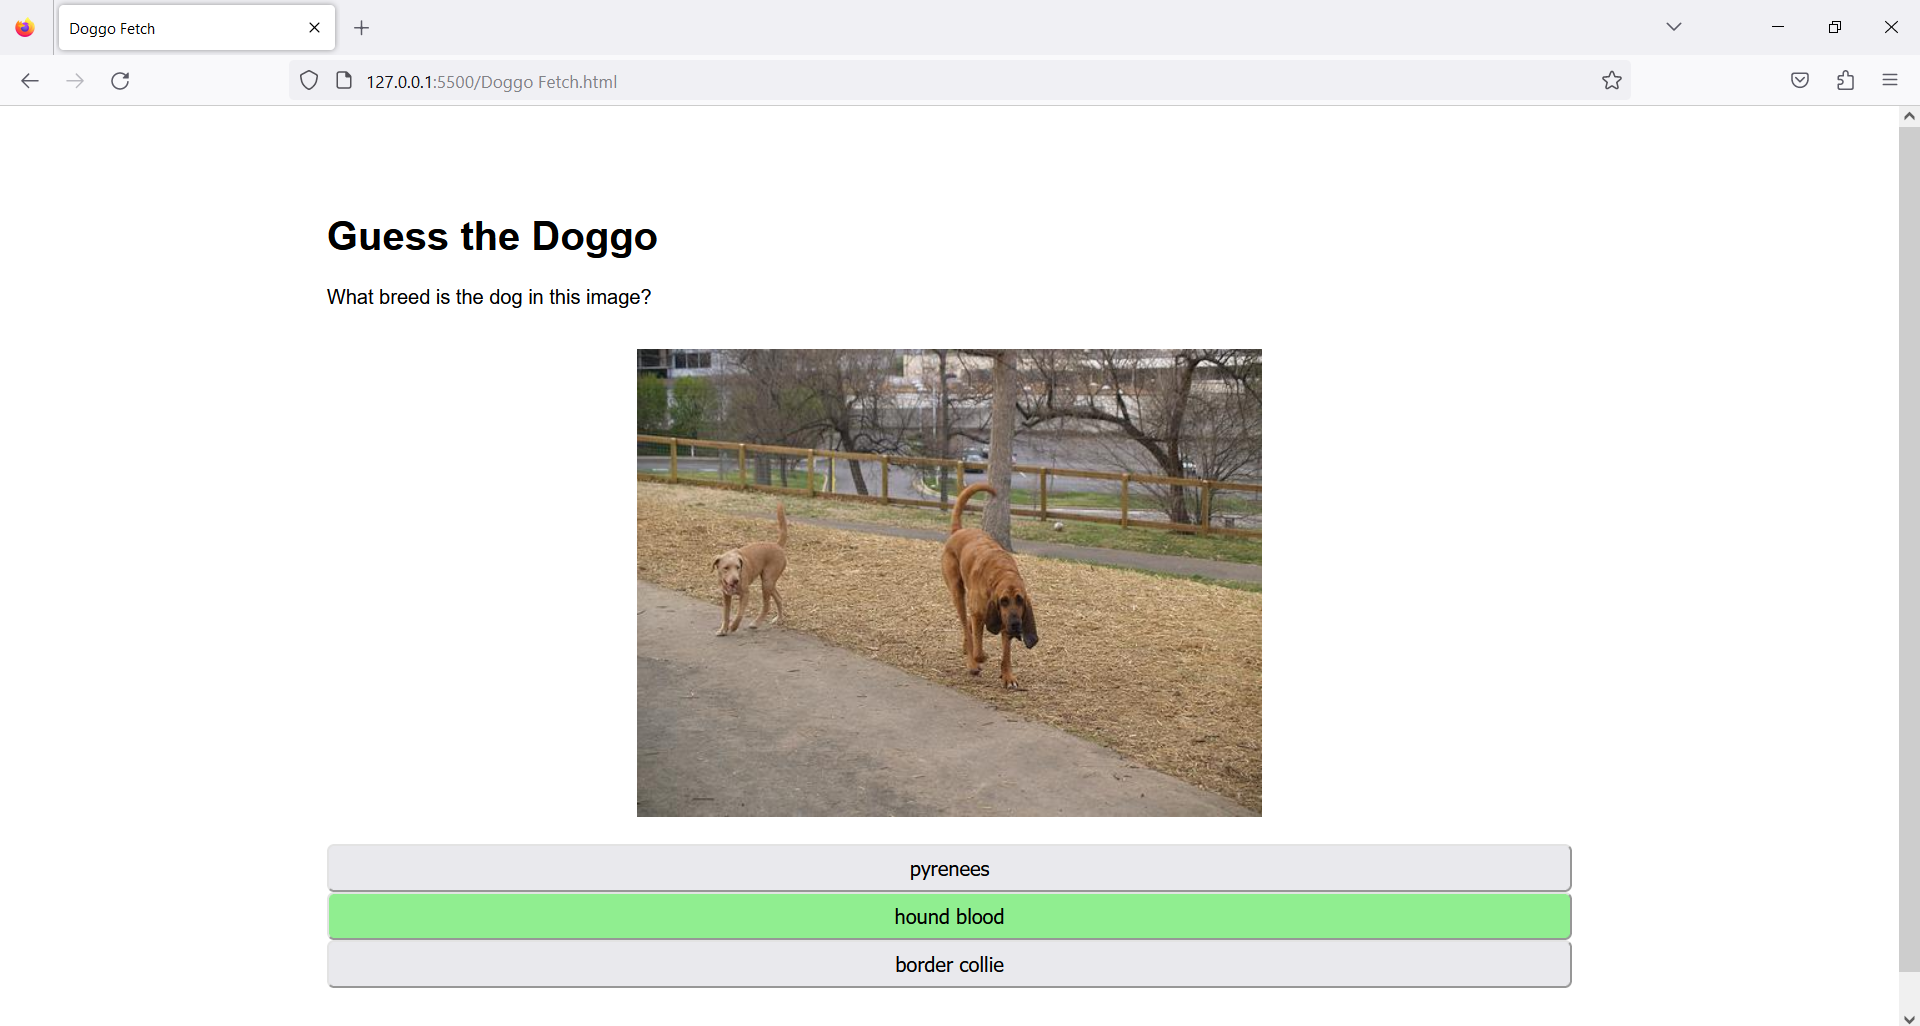 Doggo Fetch
127.0.0.1:5500/Doggo Fetch.html
Guess the Doggo
What breed is the dog in this image?
pyrenees
hound blood
border collie